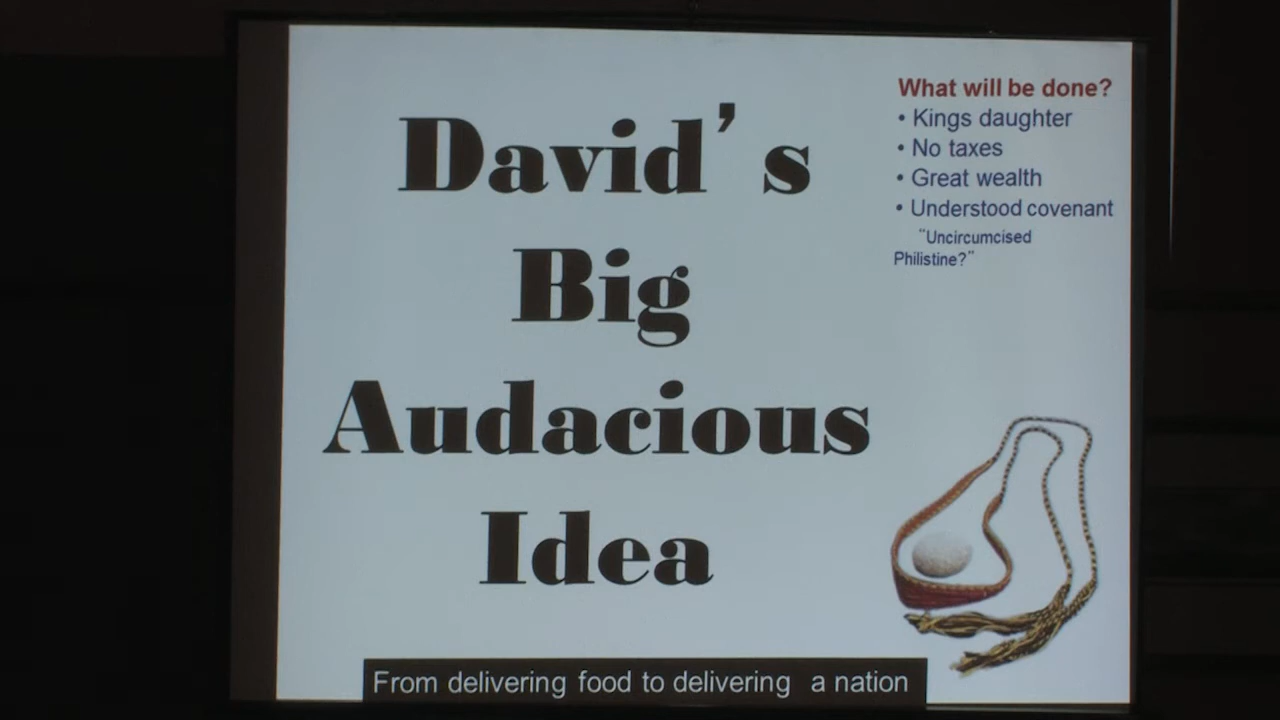 David's
Big
Audacious
Idea
What will be done?
• Kings daughter
• No taxes
• Great wealth
• Understood covenant
"Uncircumcised
Philistine?"
From delivering food to delivering a nation